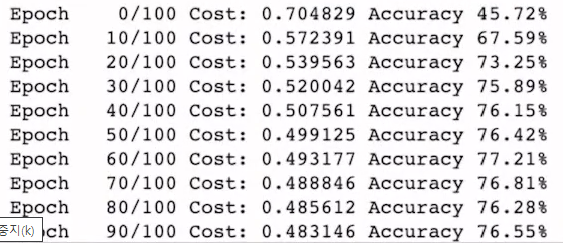 Epoch    0/100 Cost: 0.704829 Accuracy 45.72%
Epoch   10/100 Cost: 0.572391 Accuracy 67.59%
Epoch   20/100 Cost: 0.539563 Accuracy 73.25%
Epoch   30/100 Cost: 0.520042 Accuracy 75.89%
Epoch   40/100 Cost: 0.507561 Accuracy 76.15%
Epoch   50/100 Cost: 0.499125 Accuracy 76.42%
Epoch   60/100 Cost: 0.493177 Accuracy 77.21%
Epoch   70/100 Cost: 0.488846 Accuracy 76.81%
Epoch   80/100 Cost: 0.485612 Accuracy 76.28%
중지(k)
och   90/100 Cost: 0.483146 Accuracy 76.55%